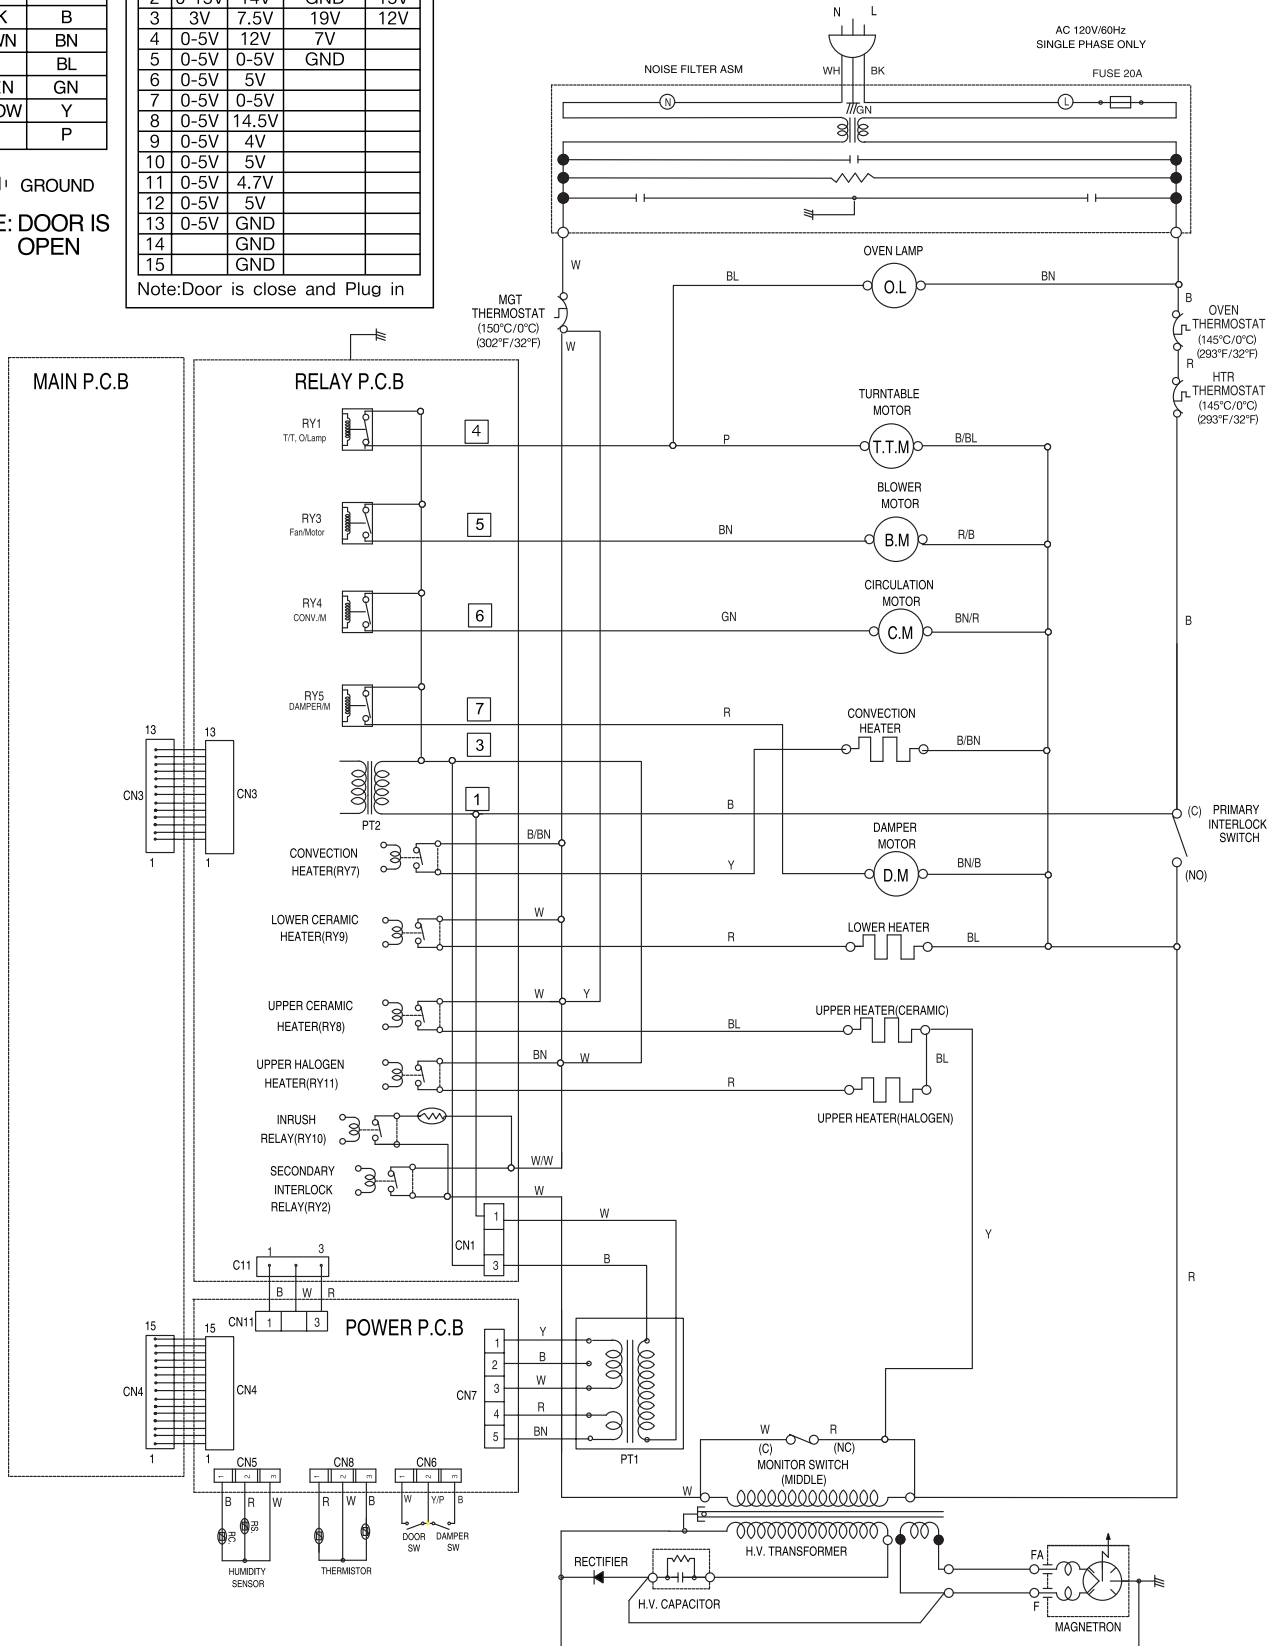 B
BN
BL
GN
Y
P
GROUND
E: DOOR IS
OPEN
3 3V 7.5V 19V 12V
4 0-5V 12V 7V
5 0-5V 0-5V GND
6 0-5V 5V
7 0-5V 0-5V
8 0-5V 14.5V
9 0-5V 4V
10 0-5V 5V
11 0-5V 4.7V
12 0-5V 5V
13 0-5V GND
14 GND
15 GND
Note:Door is close and Plug in
N L
AC 120V/60Hz
SINGLE PHASE ONLY
NOISE FILTER ASM
WH BK
FUSE 20A
N
GN
L
W
OVEN LAMP
BL
O.L
BN
MGT
THERMOSTAT
(150°C/0°C)
(302°F/32°F)
W
B
OVEN
THERMOSTAT
(145°C/0°C)
(293°F/32°F)
R
HTR
THERMOSTAT
(145°C/0°C)
(293°F/32°F)
MAIN P.C.B
RELAY P.C.B
RY1
T/T, O/Lamp
4
P
TURNTABLE
MOTOR
T.T.M
B/BL
RY3
Fan/Motor
5
BN
BLOWER
MOTOR
B.M
R/B
RY4
CONV./M
6
GN
CIRCULATION
MOTOR
C.M
BN/R
B
RY5
DAMPER/M
7
R
3
CONVECTION
HEATER
B/BN
13
13
CN3
CN3
1
1
PT2
1
B
(C)
PRIMARY
INTERLOCK
SWITCH
(NO)
CONVECTION
HEATER(RY7)
B/BN
Y
DAMPER
MOTOR
D.M
BN/B
LOWER CERAMIC
HEATER(RY9)
W
R
LOWER HEATER
BL
UPPER CERAMIC
HEATER(RY8)
W
Y
BL
UPPER HEATER(CERAMIC)
BL
UPPER HALOGEN
HEATER(RY11)
BN
W
R
UPPER HEATER(HALOGEN)
INRUSH
RELAY(RY10)
SECONDARY
INTERLOCK
RELAY(RY2)
W/W
W
CN1
1
3
W
B
Y
R
C11
1 3
B W R
CN11
1 3
POWER P.C.B
15
15
CN4
CN4
1
1
CN7
1
2
3
4
5
Y
B
W
R
BN
PT1
CN5
1 2 3
B R W
RC
RS
HUMIDITY
SENSOR
CN8
1 2 3
R W B
THERMISTOR
CN6
1 2 3
W Y/P B
DOOR
SW
DAMPER
SW
W R
(C) (NC)
MONITOR SWITCH
(MIDDLE)
W
H.V. TRANSFORMER
RECTIFIER
H.V. CAPACITOR
FA
F
MAGNETRON